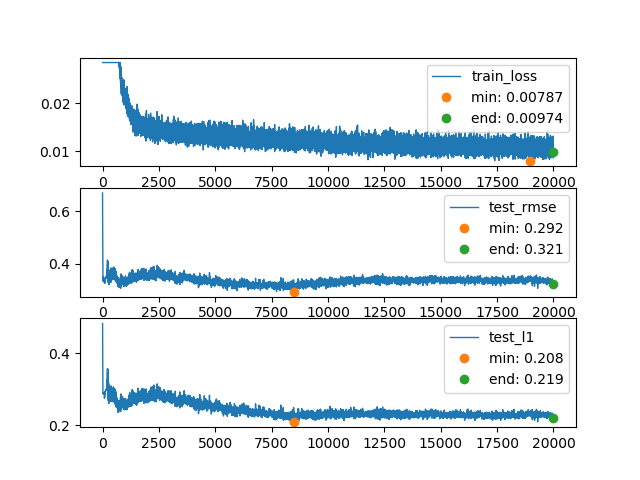 train_loss
min: 0.00787
end: 0.00974
0.02
0.01
0 2500 5000 7500 10000 12500 15000 17500 20000
test_rmse
min: 0.292
end: 0.321
0.6
0.4
0 2500 5000 7500 10000 12500 15000 17500 20000
test_l1
min: 0.208
end: 0.219
0.4
0.2
0 2500 5000 7500 10000 12500 15000 17500 20000